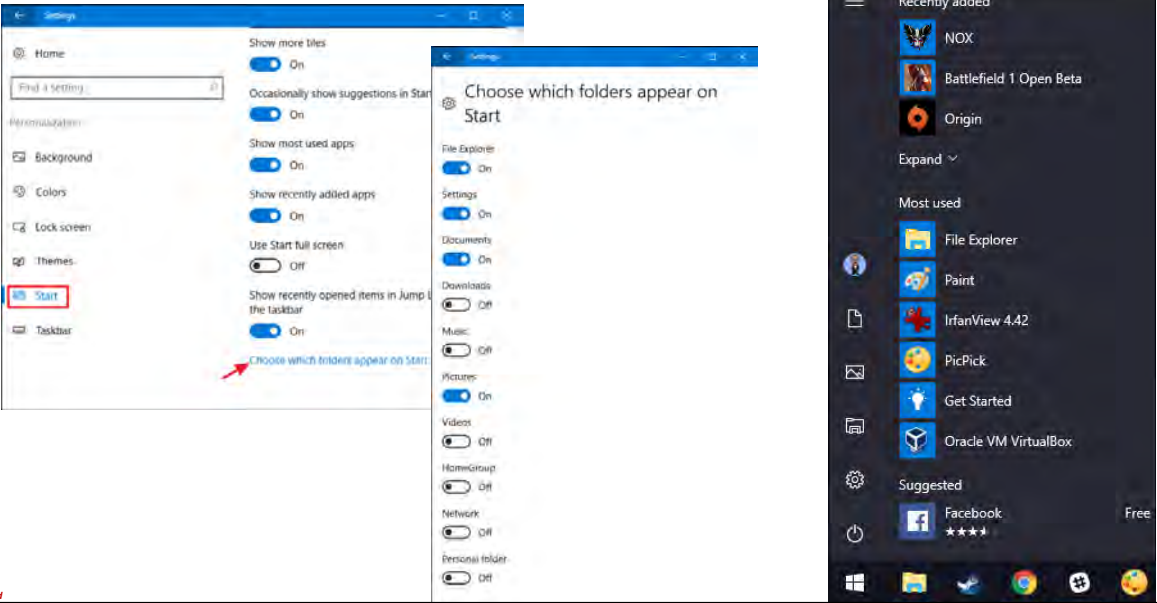 Settings
Home
Find a setting
Personalization
Background
Colors
Lock screen
Themes
Start
Taskbar
Show more tiles
On
Occasionally show suggestions in Star
On
Show most used apps
On
Show recently added apps
On
Use Start full screen
Off
Show recently opened items in Jump L
the taskbar
On
Choose which folders appear on Start
Settings
Choose which folders appear on
Start
File Explorer
On
Settings
On
Documents
On
Downloads
Off
Music
Off
Pictures
On
Videos
Off
HomeGroup
Off
Network
Off
Personal folder
Off
Recently added
NOX
Battlefield 1 Open Beta
Origin
Expand
Most used
File Explorer
Paint
IrfanView 4.42
PicPick
Get Started
Oracle VM VirtualBox
Suggested
Facebook
Free